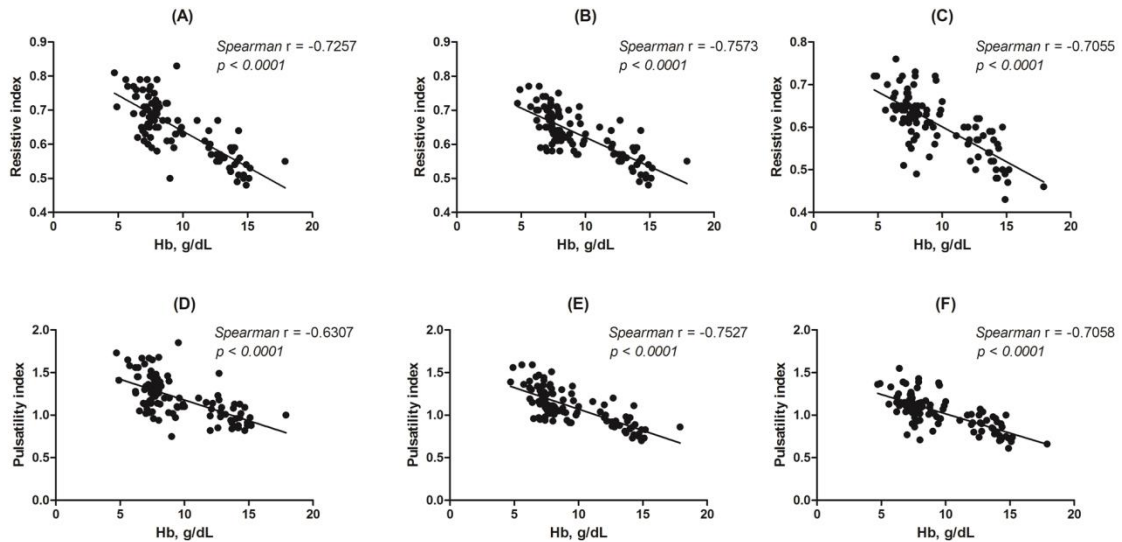 (A)
Spearman r = -0.7257
p < 0.0001
Resistive index
0.9
0.8
0.7
0.6
0.5
0.4
0 5 10 15 20
Hb, g/dL
(B)
Spearman r = -0.7573
p < 0.0001
Resistive index
0.9
0.8
0.7
0.6
0.5
0.4
0 5 10 15 20
Hb, g/dL
(C)
Spearman r = -0.7055
p < 0.0001
Resistive index
0.8
0.7
0.6
0.5
0.4
0 5 10 15 20
Hb, g/dL
(D)
Spearman r = -0.6307
p < 0.0001
Pulsatility index
2.0
1.5
1.0
0.5
0.0
0 5 10 15 20
Hb, g/dL
(E)
Spearman r = -0.7527
p < 0.0001
Pulsatility index
2.0
1.5
1.0
0.5
0.0
0 5 10 15 20
Hb, g/dL
(F)
Spearman r = -0.7058
p < 0.0001
Pulsatility index
2.0
1.5
1.0
0.5
0.0
0 5 10 15 20
Hb, g/dL